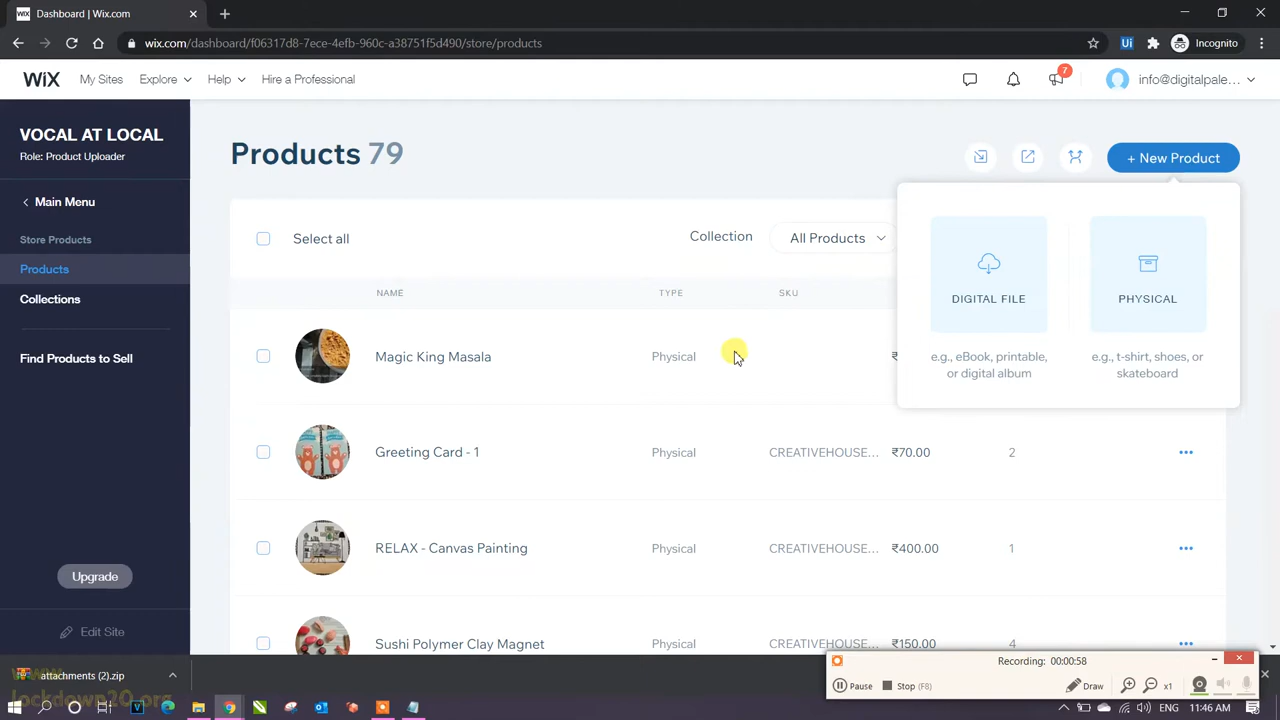 Dashboard | Wix.com
wix.com/dashboard/f06317d8-7ece-4efb-960c-a38751f5d490/store/products
Incognito
WiX My Sites Explore Help Hire a Professional 7 info@digitalpale...
VOCAL AT LOCAL
Role: Product Uploader
Main Menu
Store Products
Products
Collections
Find Products to Sell
Upgrade
Edit Site
Products 79
+ New Product
Select all
Collection All Products
DIGITAL FILE
e.g., eBook, printable,
or digital album
PHYSICAL
e.g., t-shirt, shoes, or
skateboard
NAME TYPE SKU
Magic King Masala Physical ₹
Greeting Card - 1 Physical CREATIVEHOUSE... ₹70.00 2
RELAX - Canvas Painting Physical CREATIVEHOUSE... ₹400.00 1
Sushi Polymer Clay Magnet Physical CREATIVEHOUSE... ₹150.00 4
Recording: 00:00:58
Pause Stop (F8) x1 Draw
attachments (2).zip
www.
lockdown20.org
11:46 AM